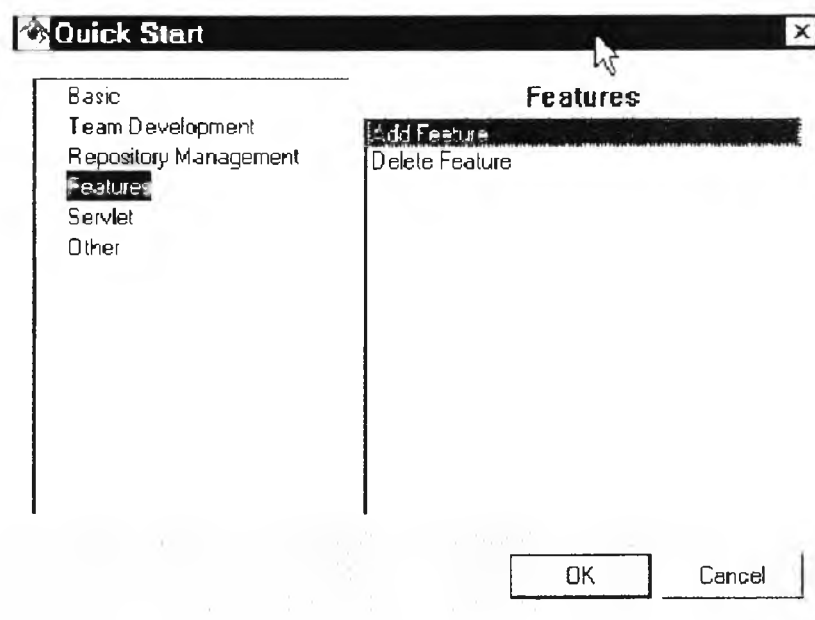 Quick Start
Basic
Team Development
Repository Management
Features
Servlet
Other
Features
Add Feature
Delete Feature
OK
Cancel